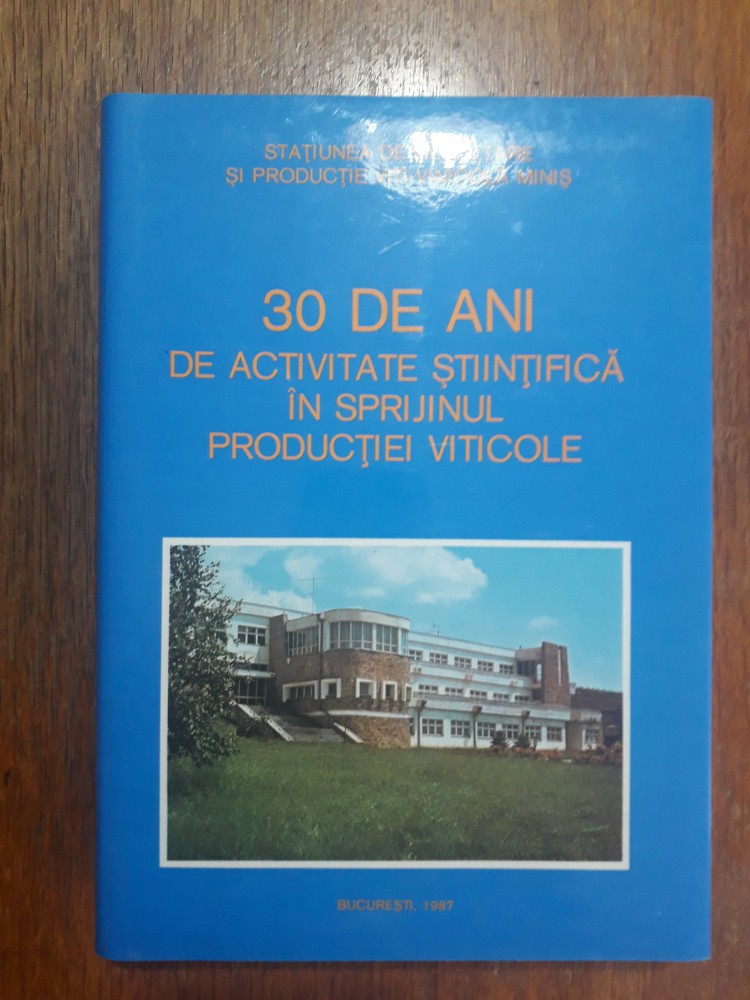 STAȚIUNEA DE
ȘI PRODUCȚIE MINIȘ
30 DE ANI
DE ACTIVITATE ȘTIINȚIFICĂ
ÎN SPRIJINUL
PRODUCȚIEI VITICOLE
BUCUREȘTI, 1987